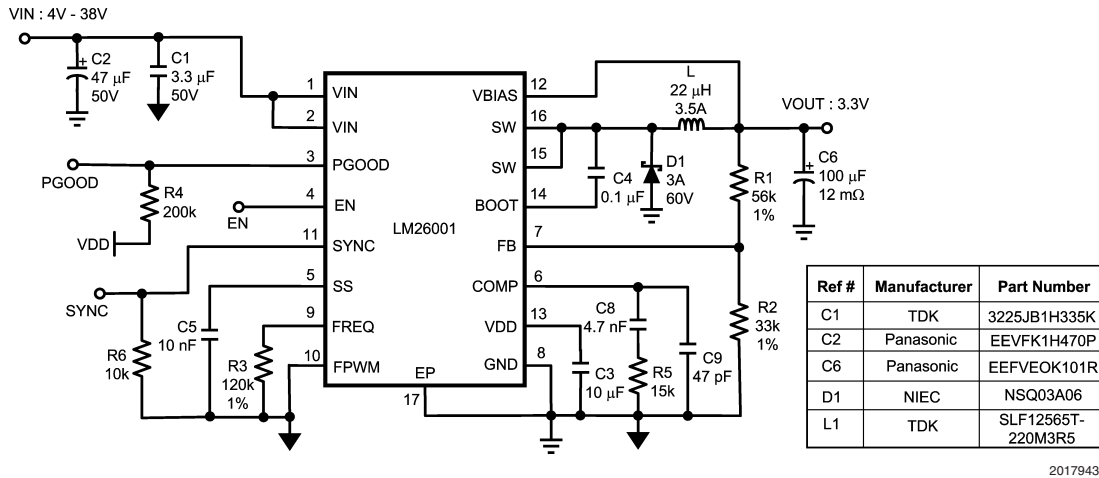 VIN : 4V - 38V
C2
47 μF
50V
+
C1
3.3 μF
50V
1
VIN
2
VIN
3
PGOOD
PGOOD
R4
200k
VDD
4
EN
EN
11
SYNC
SYNC
5
SS
C5
10 nF
9
FREQ
R6
10k
R3
120k
1%
10
FPWM
LM26001
EP
17
12
VBIAS
16
SW
15
SW
14
BOOT
7
FB
6
COMP
13
VDD
8
GND
L
22 μH
3.5A
VOUT : 3.3V
C4
0.1 μF
D1
3A
60V
R1
56k
1%
+
C6
100 μF
12 mΩ
C8
4.7 nF
R2
33k
1%
C3
10 μF
R5
15k
C9
47 pF
Ref # Manufacturer Part Number
C1 TDK 3225JB1H335K
C2 Panasonic EEVFK1H470P
C6 Panasonic EEFVEOK101R
D1 NIEC NSQ03A06
L1 TDK SLF12565T-
220M3R5
2017943